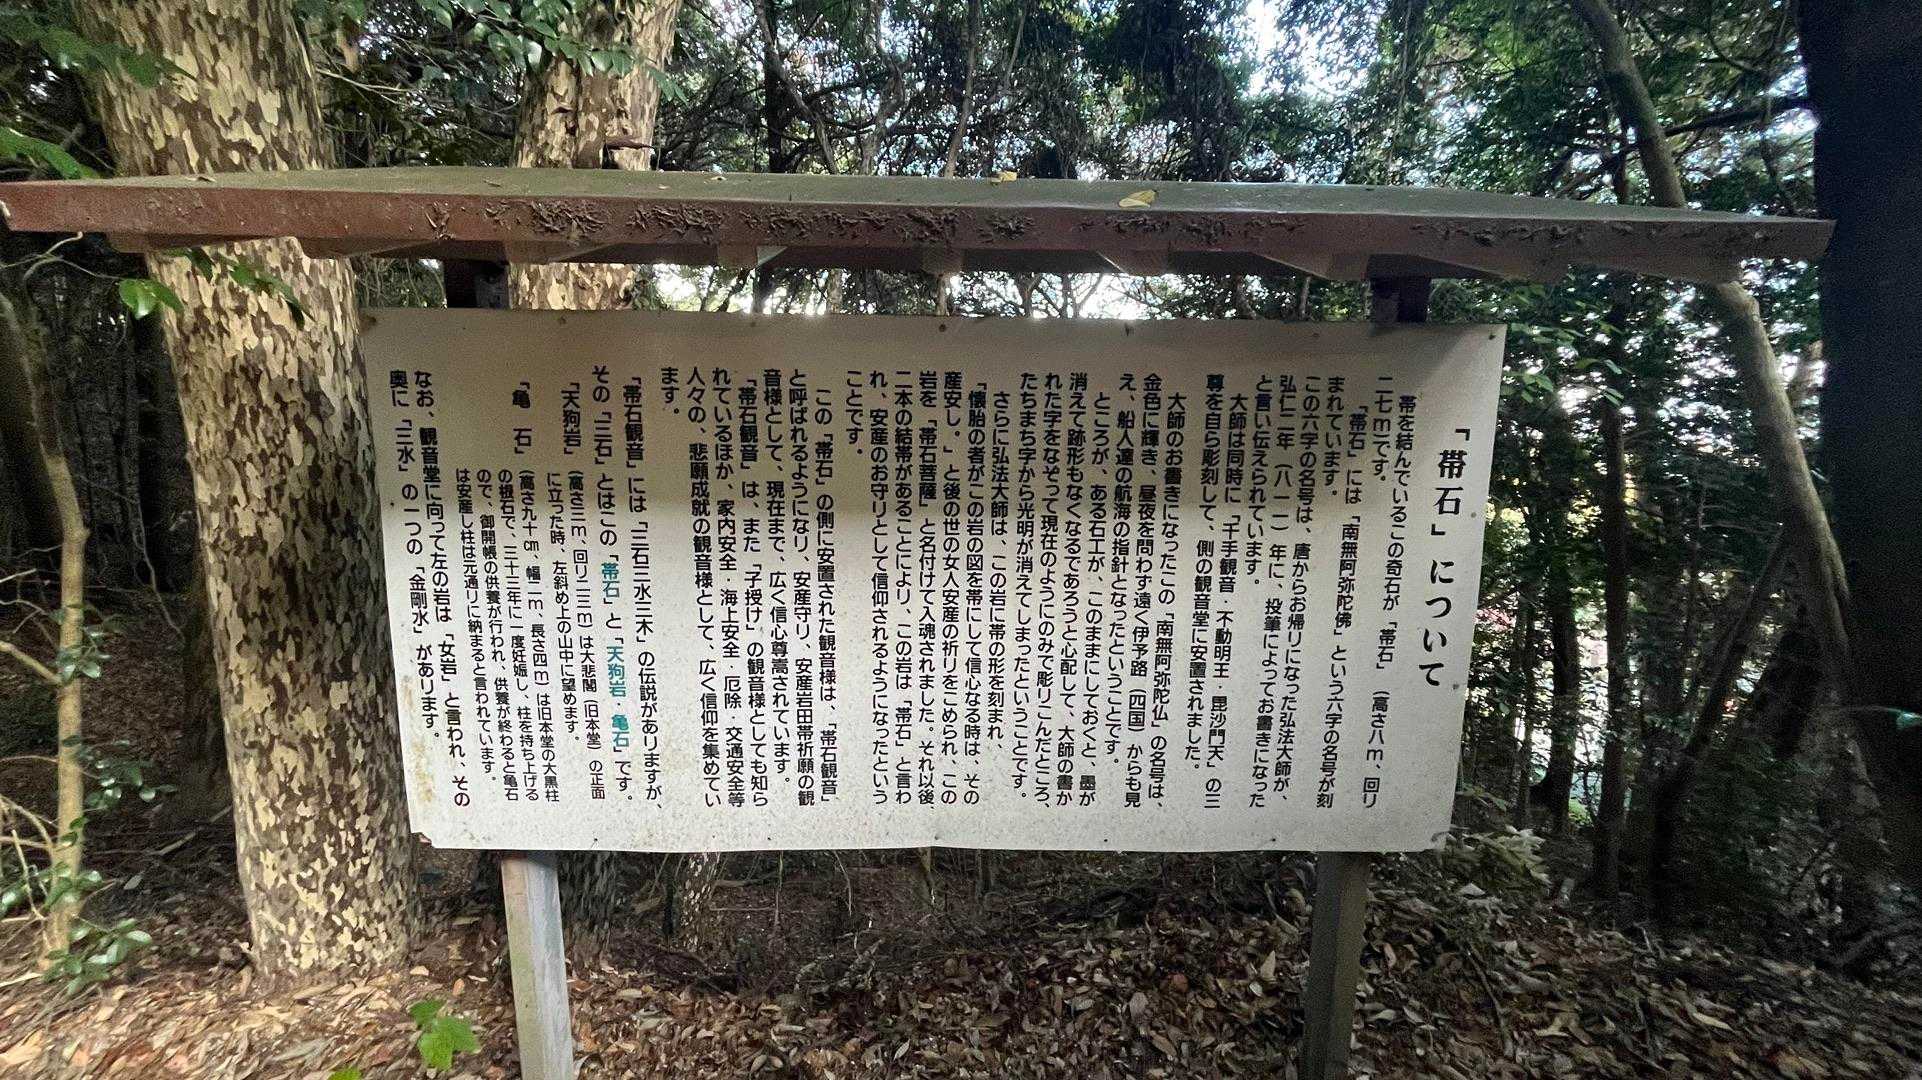 「帯石」について
帯を結んでいるこの奇石が「帯石」（高さ八ｍ、回り
二七ｍ）です。
「帯石」には「南無阿弥陀佛」という六字の名号が刻
まれています。
この六字の名号は、唐からお帰りになった弘法大師が、
弘仁二年（八一一）年に、投筆によってお書きになった
と言い伝えられています。
大師は同時に「千手観音・不動明王・毘沙門天」の三
尊を自ら彫刻して、側の観音堂に安置されました。
大師のお書きになったこの「南無阿弥陀仏」の名号は、
金色に輝き、昼夜を問わず遠く伊予路（四国）からも見
え、船人達の航海の指針となったということです。
ところが、ある石工が、このままにしておくと、墨が
消えて跡形もなくなるであろうと心配して、大師の書か
れた字をなぞって現在のようにのみで彫りこんだところ、
たちまち字から光明が消えてしまったということです。
さらに弘法大師は、この岩に帯の形を刻まれ、
「懐胎の者がこの岩の図を帯にして信心なる時は、その
産安し。」と後の世の女人安産の祈りをこめられ、この
岩を「帯石菩薩」と名付けて入魂されました。それ以後、
二本の結帯があることにより、この岩は「帯石」と言わ
れ、安産のお守りとして信仰されるようになったという
ことです。
この「帯石」の側に安置された観音様は、「帯石観音」
と呼ばれるようになり、安産守り、安産岩田帯祈願の観
音様として、現在まで、広く信心尊嵩されています。
「帯石観音」は、また「子授け」の観音様としても知ら
れているほか、家内安全・海上安全・厄除・交通安全等
人々の、悲願成就の観音様として、広く信仰を集めてい
ます。
「帯石観音」には「三石三水三木」の伝説がありますが、
その「三石」とはこの「帯石」と「天狗岩・亀石」です。
「天狗岩」（高さ三ｍ、回り二三ｍ）は大悲閣（旧本堂）の正面
に立った時、左斜め上の山中に望めます。
「亀　石」（高さ九十㎝、幅二ｍ、長さ四ｍ）は旧本堂の大黒柱
の根石で、三十三年に一度妊娠し、柱を持ち上げる
ので、御開帳の供養が行われ、供養が終わると亀石
は安産し柱は元通りに納まると言われています。
なお、観音堂に向って左の岩は「女岩」と言われ、その
奥に「三水」の一つの「金剛水」があります。